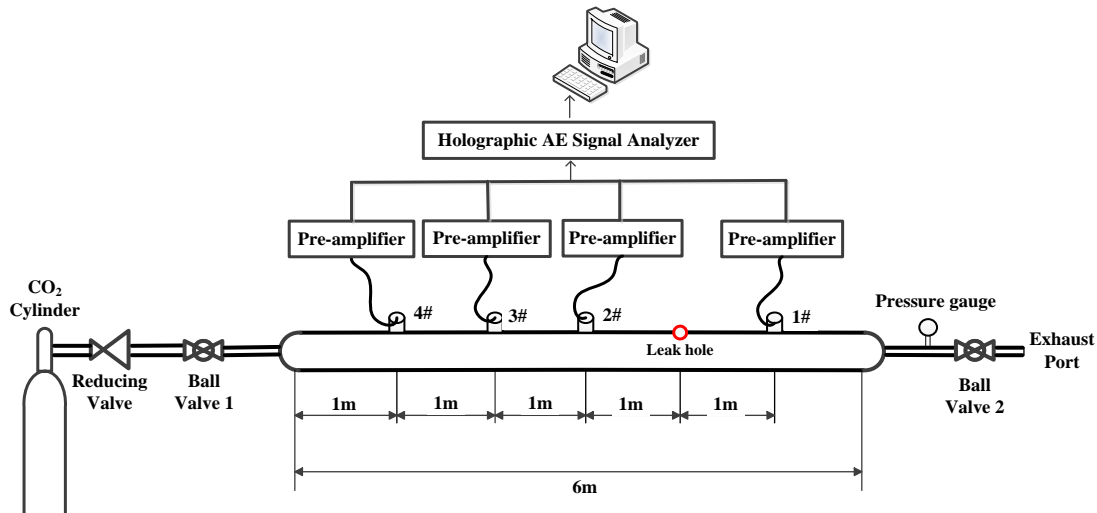 Holographic AE Signal Analyzer
Pre-amplifier
Pre-amplifier
Pre-amplifier
Pre-amplifier
CO₂
Cylinder
4#
3#
2#
1#
Pressure gauge
Leak hole
Exhaust
Port
Reducing
Valve
Ball
Valve 1
Ball
Valve 2
1m
1m
1m
1m
1m
6m